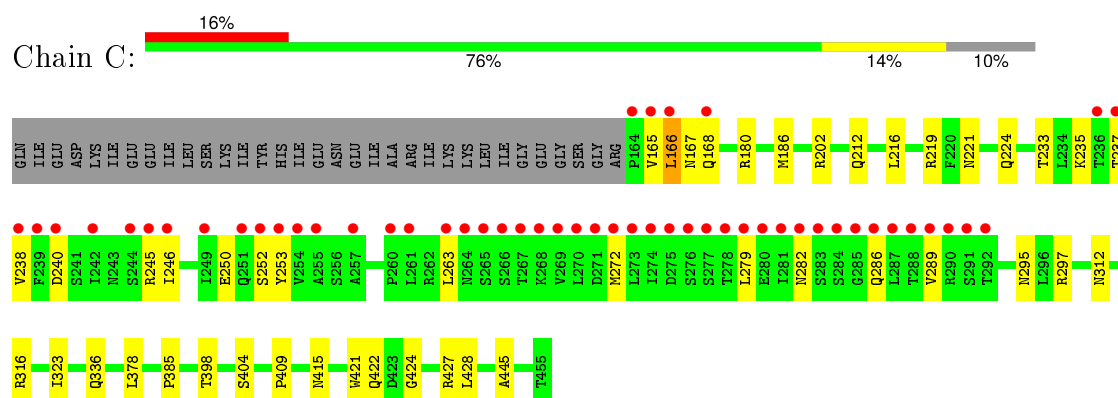 16%
Chain C:
76% 14% 10%
GLN ILE GLU ASP LYS ILE GLU GLU ILE LEU SER LYS ILE TYR HIS ILE GLU ASN GLU ILE ALA ARG ILE LYS LYS LEU ILE GLY GLU GLY SER GLY ARG P164 V165 L166 N167 Q168 R180 M186 R202 Q212 L216 R219 F220 N221 Q224 T233 L234 K235 T236 T237
V238 F239 D240 S241 I242 N243 S244 R245 I246 I249 E250 Q251 S252 Y253 V254 A255 S256 A257 P260 L261 R262 L263 N264 S265 S266 T267 K268 V269 L270 D271 M272 L273 I274 D275 S276 S277 T278 L279 E280 I281 N282 S283 S284 G285 Q286 L287 T288 V289 R290 S291 T292 N295 L296 R297 N312
R316 I323 Q336 L378 P385 T398 S404 P409 N415 W421 Q422 D423 G424 R427 L428 A445 T455